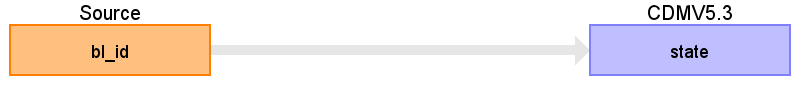 Source
CDMV5.3
bl_id
state